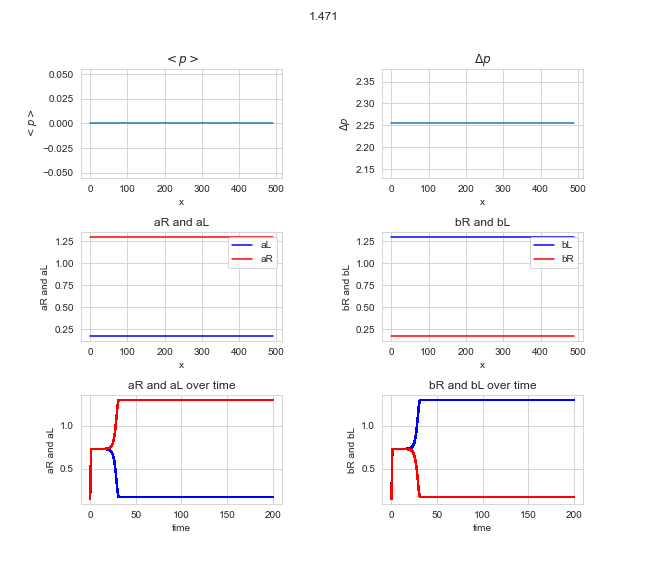 1.471
< p >
Δp
0.050
0.025
0.000
−0.025
−0.050
< p >
0 100 200 300 400 500
x
2.35
2.30
2.25
2.20
2.15
Δp
0 100 200 300 400 500
x
aR and aL
bR and bL
1.25
1.00
0.75
0.50
0.25
aR and aL
aL
aR
0 100 200 300 400 500
x
1.25
1.00
0.75
0.50
0.25
bR and bL
bL
bR
0 100 200 300 400 500
x
aR and aL over time
bR and bL over time
1.0
0.5
aR and aL
0 50 100 150 200
time
1.0
0.5
bR and bL
0 50 100 150 200
time